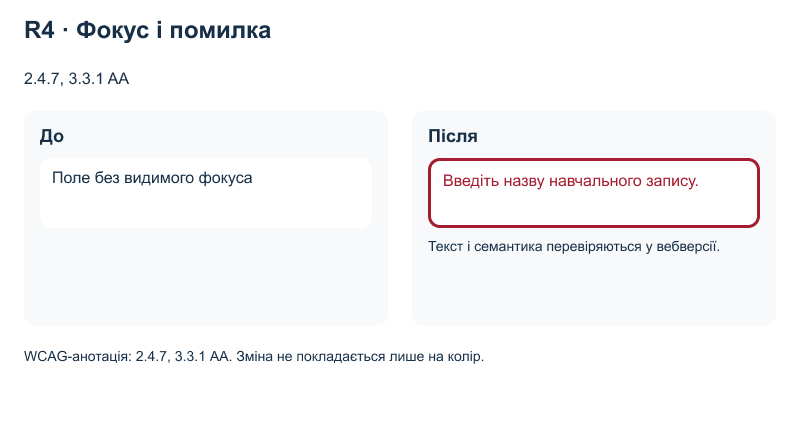 R4 · Фокус і помилка
2.4.7, 3.3.1 AA
До
Поле без видимого фокуса
Після
Введіть назву навчального запису.
Текст і семантика перевіряються у вебверсії.
WCAG-анотація: 2.4.7, 3.3.1 AA. Зміна не покладається лише на колір.